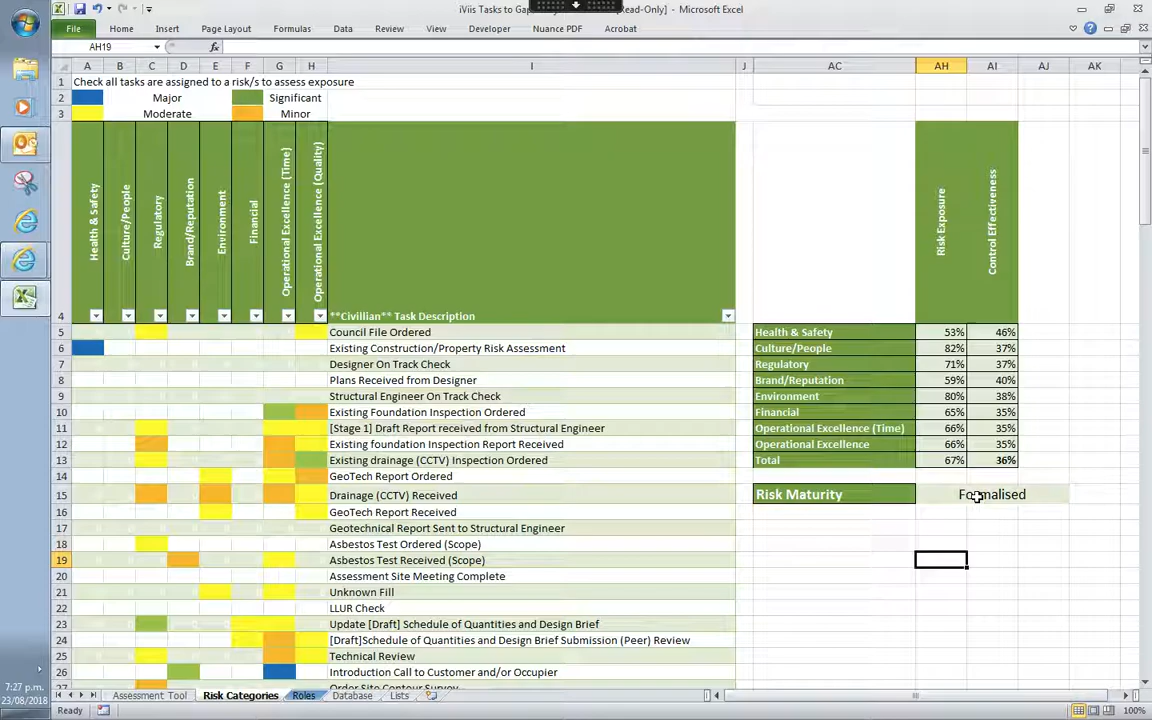 iViis Tasks to Gap
[Read-Only] - Microsoft Excel
File Home Insert Page Layout Formulas Data Review View Developer Nuance PDF Acrobat
AH19 fx
A B C D E F G H I J AC AH AI AJ AK
1 Check all tasks are assigned to a risk/s to assess exposure
2 Major Significant
3 Moderate Minor
4 Health & Safety
Culture/People
Regulatory
Brand/Reputation
Environment
Financial
Operational Excellence (Time)
Operational Excellence (Quality)
**Civillian** Task Description
Risk Exposure
Control Effectiveness
5 Council File Ordered Health & Safety 53% 46%
6 Existing Construction/Property Risk Assessment Culture/People 82% 37%
7 Designer On Track Check Regulatory 71% 37%
8 Plans Received from Designer Brand/Reputation 59% 40%
9 Structural Engineer On Track Check Environment 80% 38%
10 Existing Foundation Inspection Ordered Financial 65% 35%
11 [Stage 1] Draft Report received from Structural Engineer Operational Excellence (Time) 66% 35%
12 Existing foundation Inspection Report Received Operational Excellence 66% 35%
13 Existing drainage (CCTV) Inspection Ordered Total 67% 36%
14 GeoTech Report Ordered
15 Drainage (CCTV) Received Risk Maturity Formalised
16 GeoTech Report Received
17 Geotechnical Report Sent to Structural Engineer
18 Asbestos Test Ordered (Scope)
19 Asbestos Test Received (Scope)
20 Assessment Site Meeting Complete
21 Unknown Fill
22 LLUR Check
23 Update [Draft] Schedule of Quantities and Design Brief
24 [Draft]Schedule of Quantities and Design Brief Submission (Peer) Review
25 Technical Review
26 Introduction Call to Customer and/or Occupier
27 Order Site Contour Survey
Assessment Tool Risk Categories Roles Database Lists
Ready 100%
7:27 p.m.
23/08/2018